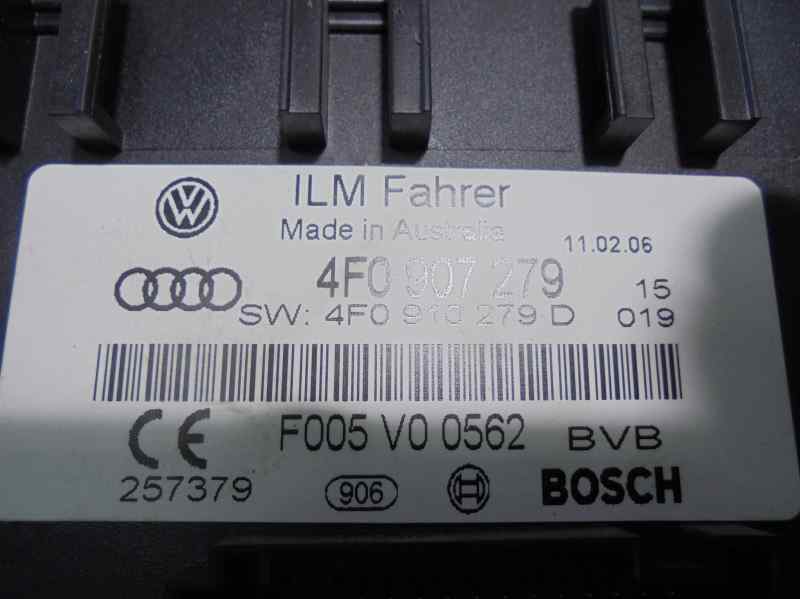 ILM Fahrer
Made in Australia
11.02.06
4F0 907 279 15
SW: 4F0 910 279 D 019
CE F005 V0 0562 BVB
257379 906 BOSCH